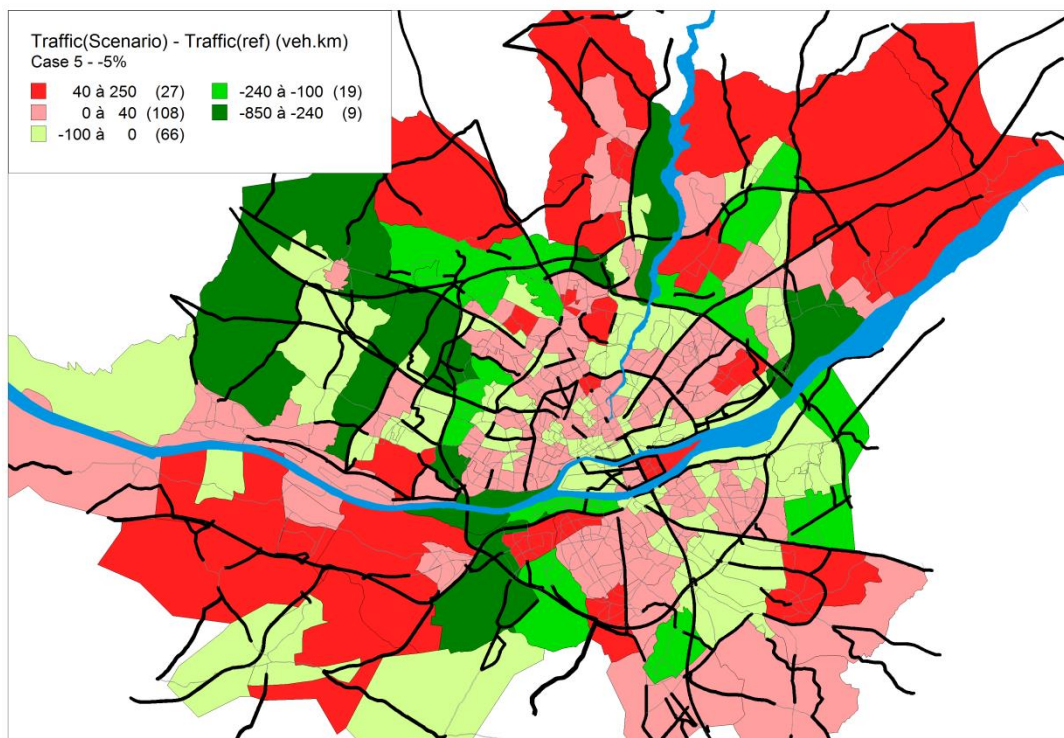 Traffic(Scenario) - Traffic(ref) (veh.km)
Case 5 - -5%
40 à 250 (27)
0 à 40 (108)
-100 à 0 (66)
-240 à -100 (19)
-850 à -240 (9)